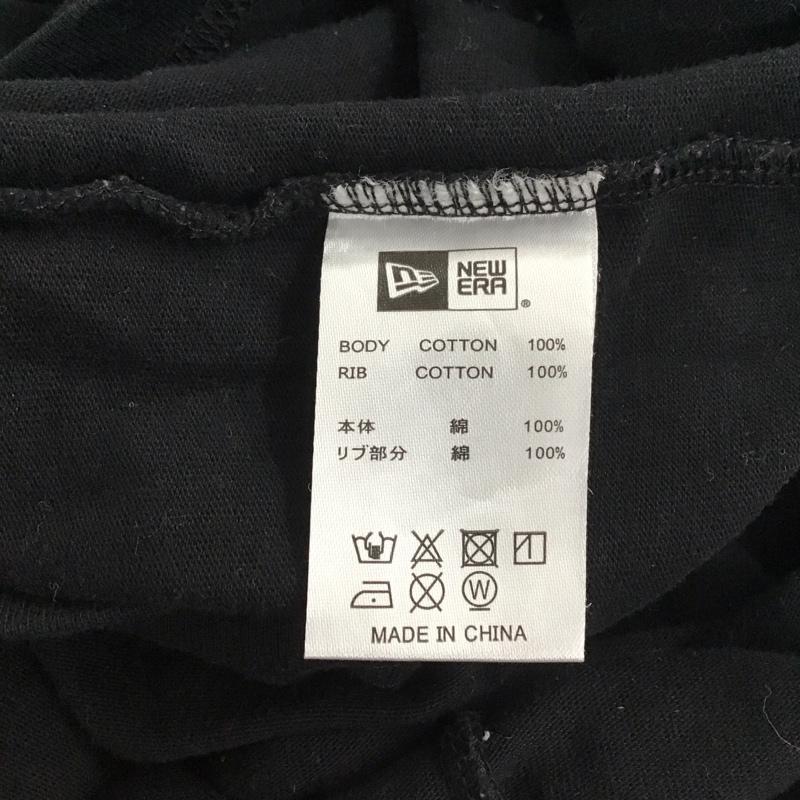 NEW
ERA
®
BODY COTTON 100%
RIB COTTON 100%
本体 綿 100%
リブ部分 綿 100%
W
MADE IN CHINA